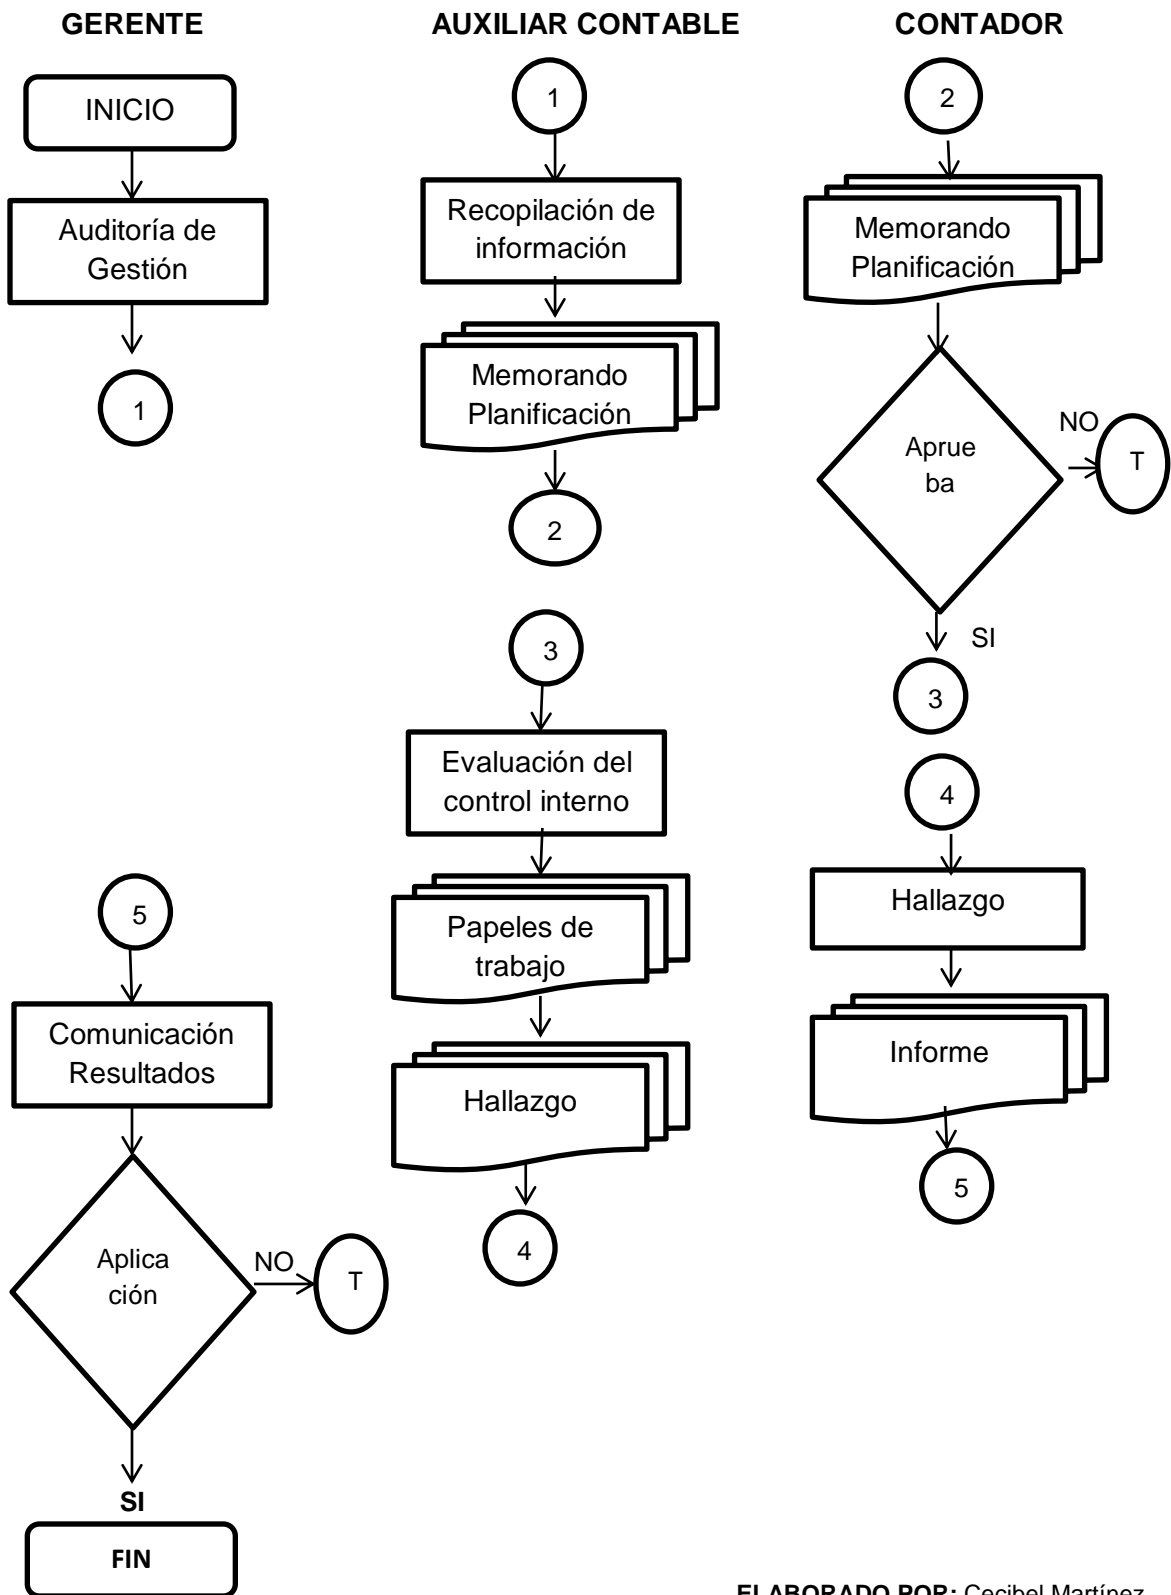 GERENTE
AUXILIAR CONTABLE
CONTADOR
INICIO
Auditoría de
Gestión
1
1
Recopilación de
información
Memorando
Planificación
2
2
Memorando
Planificación
Aprue
ba
NO
T
SI
3
3
Evaluación del
control interno
Papeles de
trabajo
Hallazgo
4
4
Hallazgo
Informe
5
5
Comunicación
Resultados
Aplica
ción
NO
T
SI
FIN
ELABORADO POR: Cecibel Martínez